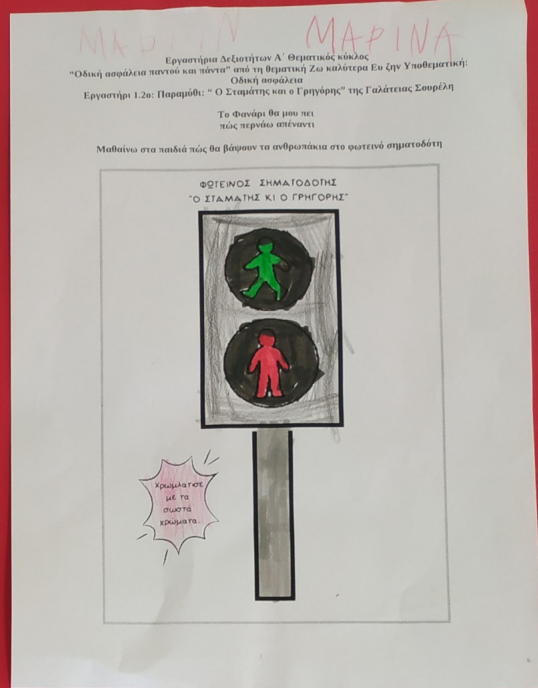 ΜΑΡΙΝΑ
Εργαστήρια Δεξιοτήτων Α΄ Θεματικός κύκλος
“Οδική ασφάλεια παντού και πάντα” από τη θεματική Ζω καλύτερα Ευ ζην Υποθεματική:
Οδική ασφάλεια
Εργαστήρι 1.2ο: Παραμύθι: “ Ο Σταμάτης και ο Γρηγόρης” της Γαλάτειας Σουρέλη
Το Φανάρι θα μου πει
πώς περνάω απέναντι
Μαθαίνω στα παιδιά πώς θα βάψουν τα ανθρωπάκια στο φωτεινό σηματοδότη
ΦΩΤΕΙΝΟΣ ΣΗΜΑΤΟΔΟΤΗΣ
"Ο ΣΤΑΜΑΤΗΣ ΚΙ Ο ΓΡΗΓΟΡΗΣ"
Χρωμάτισε
με τα
σωστά
χρώματα.